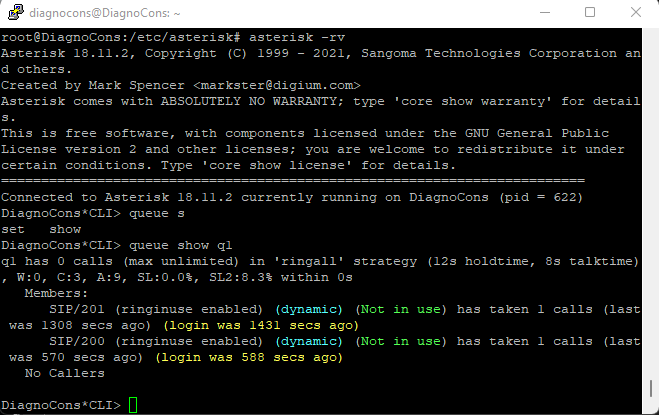 diagnocons@DiagnoCons: ~
root@DiagnoCons:/etc/asterisk# asterisk -rv
Asterisk 18.11.2, Copyright (C) 1999 - 2021, Sangoma Technologies Corporation an
d others.
Created by Mark Spencer <markster@digium.com>
Asterisk comes with ABSOLUTELY NO WARRANTY; type 'core show warranty' for detail
s.
This is free software, with components licensed under the GNU General Public
License version 2 and other licenses; you are welcome to redistribute it under
certain conditions. Type 'core show license' for details.
=========================================================================
Connected to Asterisk 18.11.2 currently running on DiagnoCons (pid = 622)
DiagnoCons*CLI> queue s
set   show
DiagnoCons*CLI> queue show q1
q1 has 0 calls (max unlimited) in 'ringall' strategy (12s holdtime, 8s talktime)
, W:0, C:3, A:9, SL:0.0%, SL2:8.3% within 0s
   Members:
      SIP/201 (ringinuse enabled) (dynamic) (Not in use) has taken 1 calls (last
 was 1308 secs ago) (login was 1431 secs ago)
      SIP/200 (ringinuse enabled) (dynamic) (Not in use) has taken 1 calls (last
 was 570 secs ago) (login was 588 secs ago)
   No Callers
DiagnoCons*CLI>